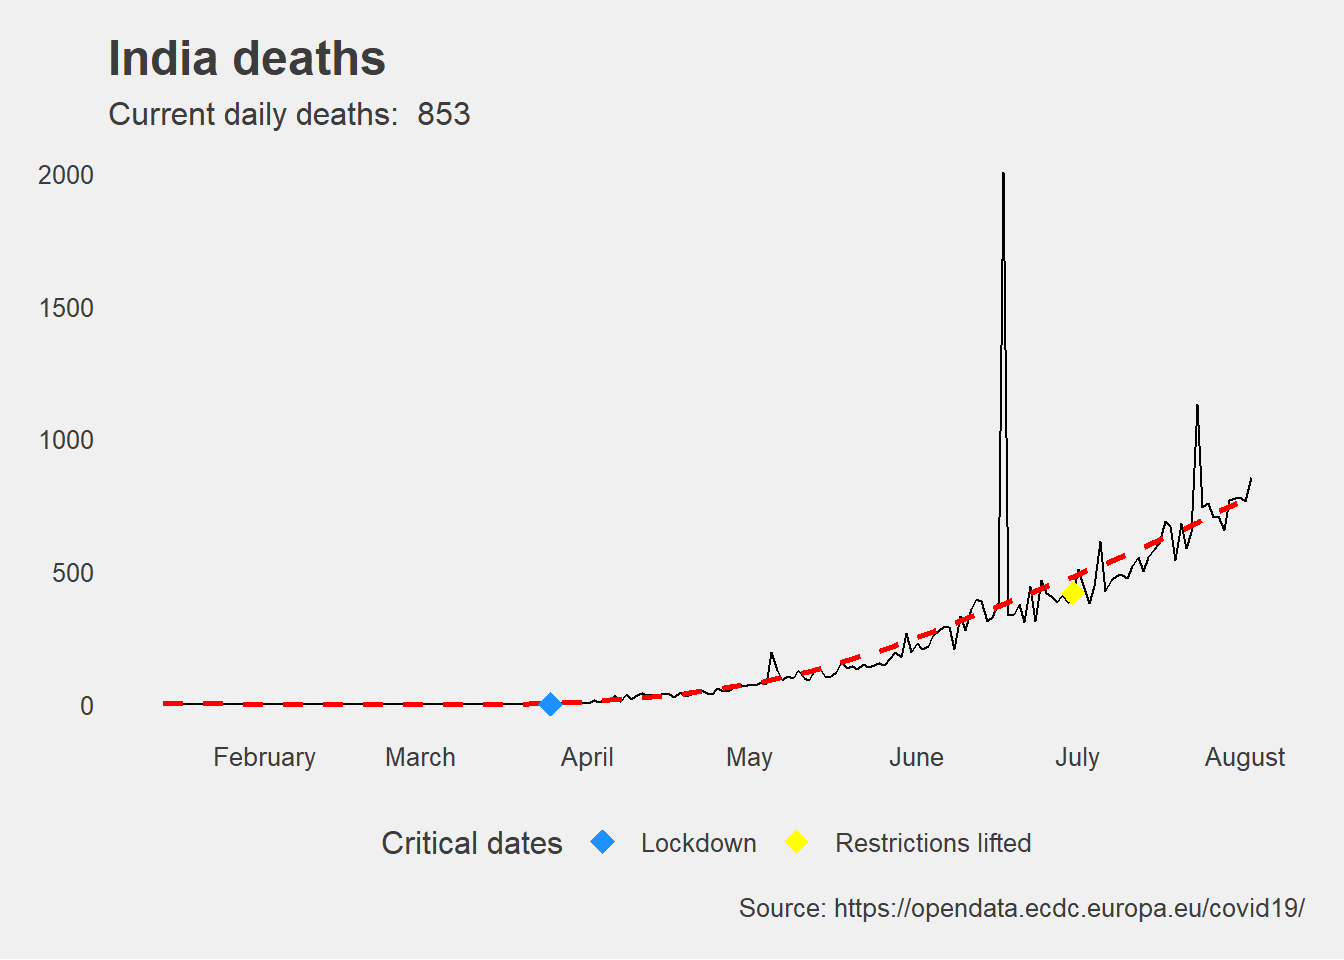 India deaths
Current daily deaths:  853
2000
1500
1000
500
0
February March April May June July August
Critical dates Lockdown Restrictions lifted
Source: https://opendata.ecdc.europa.eu/covid19/